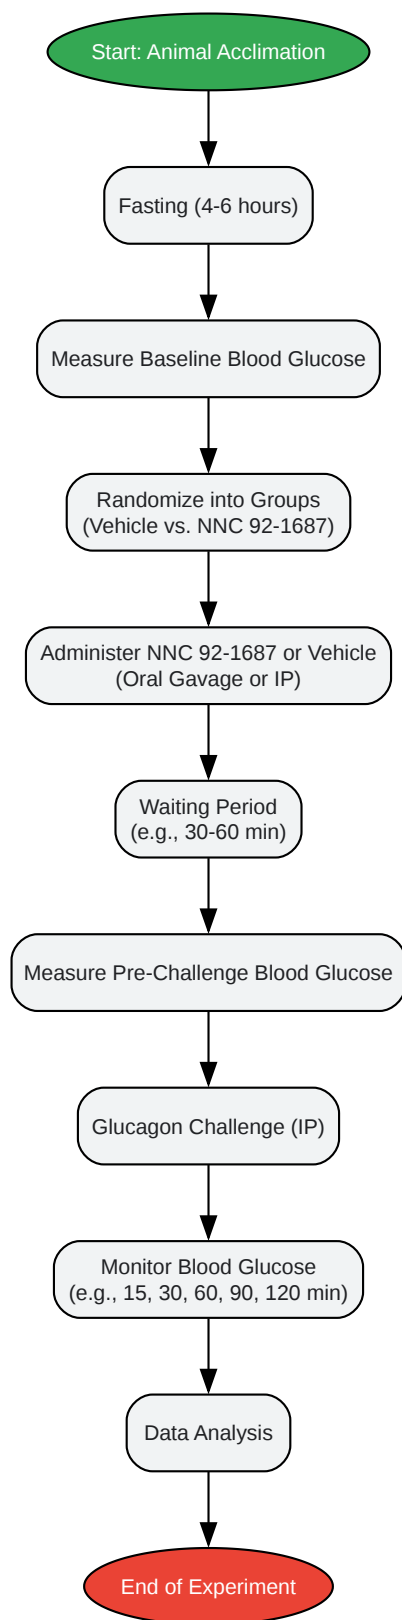 Start: Animal Acclimation
Fasting (4-6 hours)
Measure Baseline Blood Glucose
Randomize into Groups
(Vehicle vs. NNC 92-1687)
Administer NNC 92-1687 or Vehicle
(Oral Gavage or IP)
Waiting Period
(e.g., 30-60 min)
Measure Pre-Challenge Blood Glucose
Glucagon Challenge (IP)
Monitor Blood Glucose
(e.g., 15, 30, 60, 90, 120 min)
Data Analysis
End of Experiment